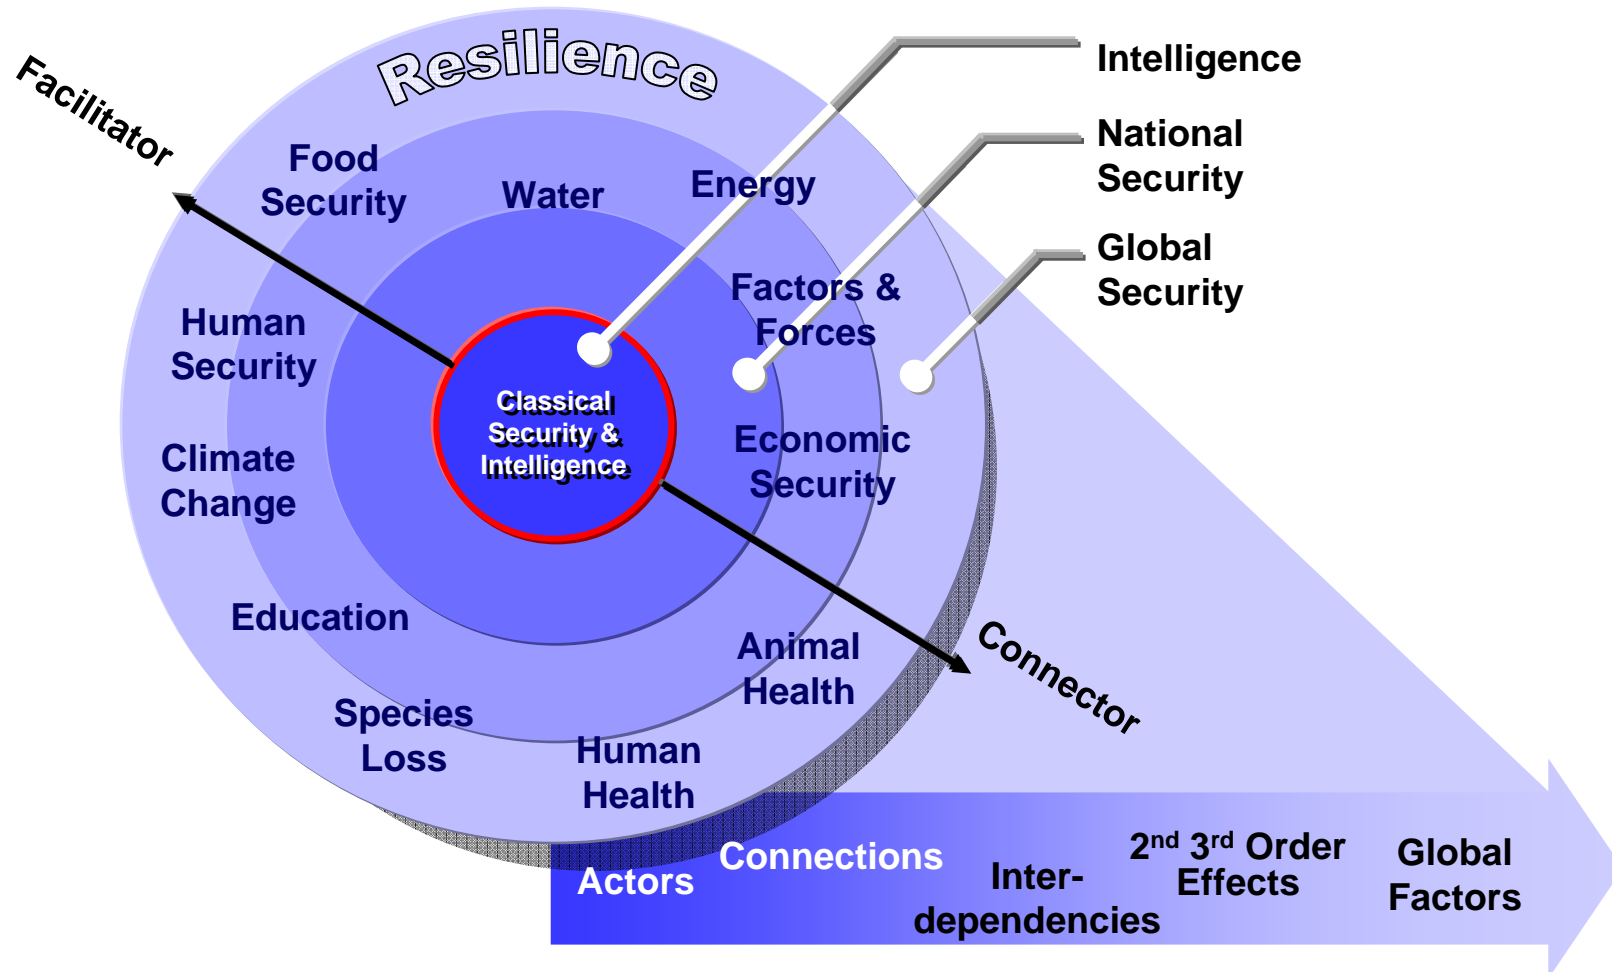 Resilience
Intelligence
Facilitator
National
Security
Food
Security
Water
Energy
Global
Security
Factors &
Forces
Human
Security
Classical
Security &
Intelligence
Economic
Security
Climate
Change
Education
Animal
Health
Connector
Species
Loss
Human
Health
Actors
Connections
Inter-
dependencies
2nd 3rd Order
Effects
Global
Factors